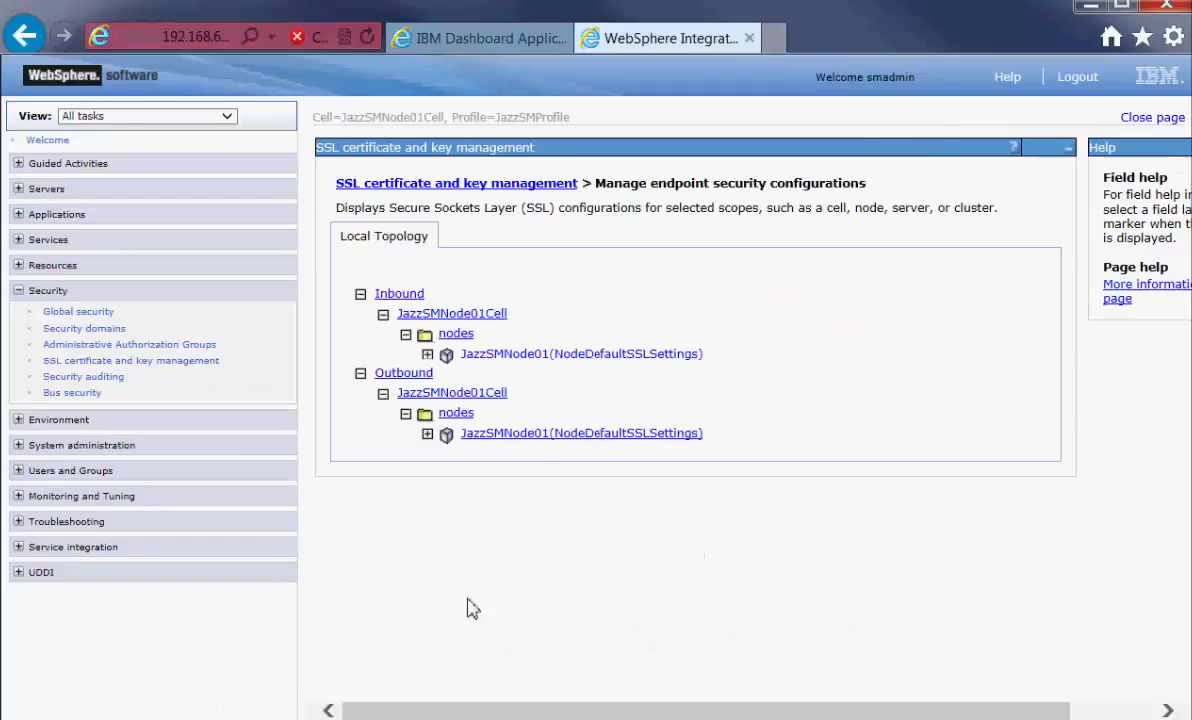 192.168.6...
C...
IBM Dashboard Applic...
WebSphere Integrat...
WebSphere. software
Welcome smadmin
Help
Logout
IBM.
View: All tasks
Cell=JazzSMNode01Cell, Profile=JazzSMProfile
Close page
Welcome
Guided Activities
Servers
Applications
Services
Resources
Security
Global security
Security domains
Administrative Authorization Groups
SSL certificate and key management
Security auditing
Bus security
Environment
System administration
Users and Groups
Monitoring and Tuning
Troubleshooting
Service integration
UDDI
SSL certificate and key management
?
SSL certificate and key management > Manage endpoint security configurations
Displays Secure Sockets Layer (SSL) configurations for selected scopes, such as a cell, node, server, or cluster.
Local Topology
Inbound
JazzSMNode01Cell
nodes
JazzSMNode01(NodeDefaultSSLSettings)
Outbound
JazzSMNode01Cell
nodes
JazzSMNode01(NodeDefaultSSLSettings)
Help
Field help
For field help in
select a field la
marker when t
is displayed.
Page help
More informati
page